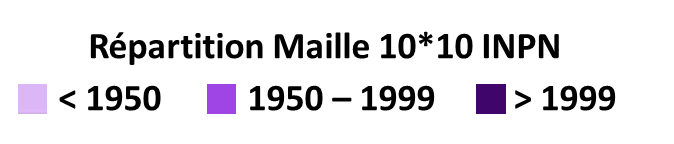 Répartition Maille 10*10 INPN
< 1950 1950 – 1999 > 1999